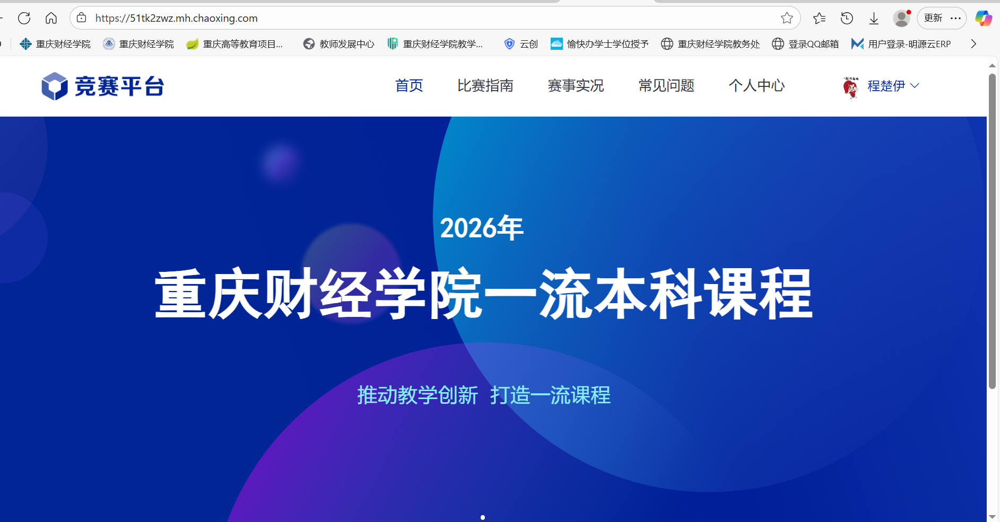 https://51tk2zwz.mh.chaoxing.com
更新
重庆财经学院 重庆财经学院 重庆高等教育项目... 教师发展中心 重庆财经学院教学... 云创 愉快办学士学位授予 重庆财经学院教务处 登录QQ邮箱 用户登录-明源云ERP
竞赛平台 首页 比赛指南 赛事实况 常见问题 个人中心 程楚伊
2026年
重庆财经学院一流本科课程
推动教学创新 打造一流课程